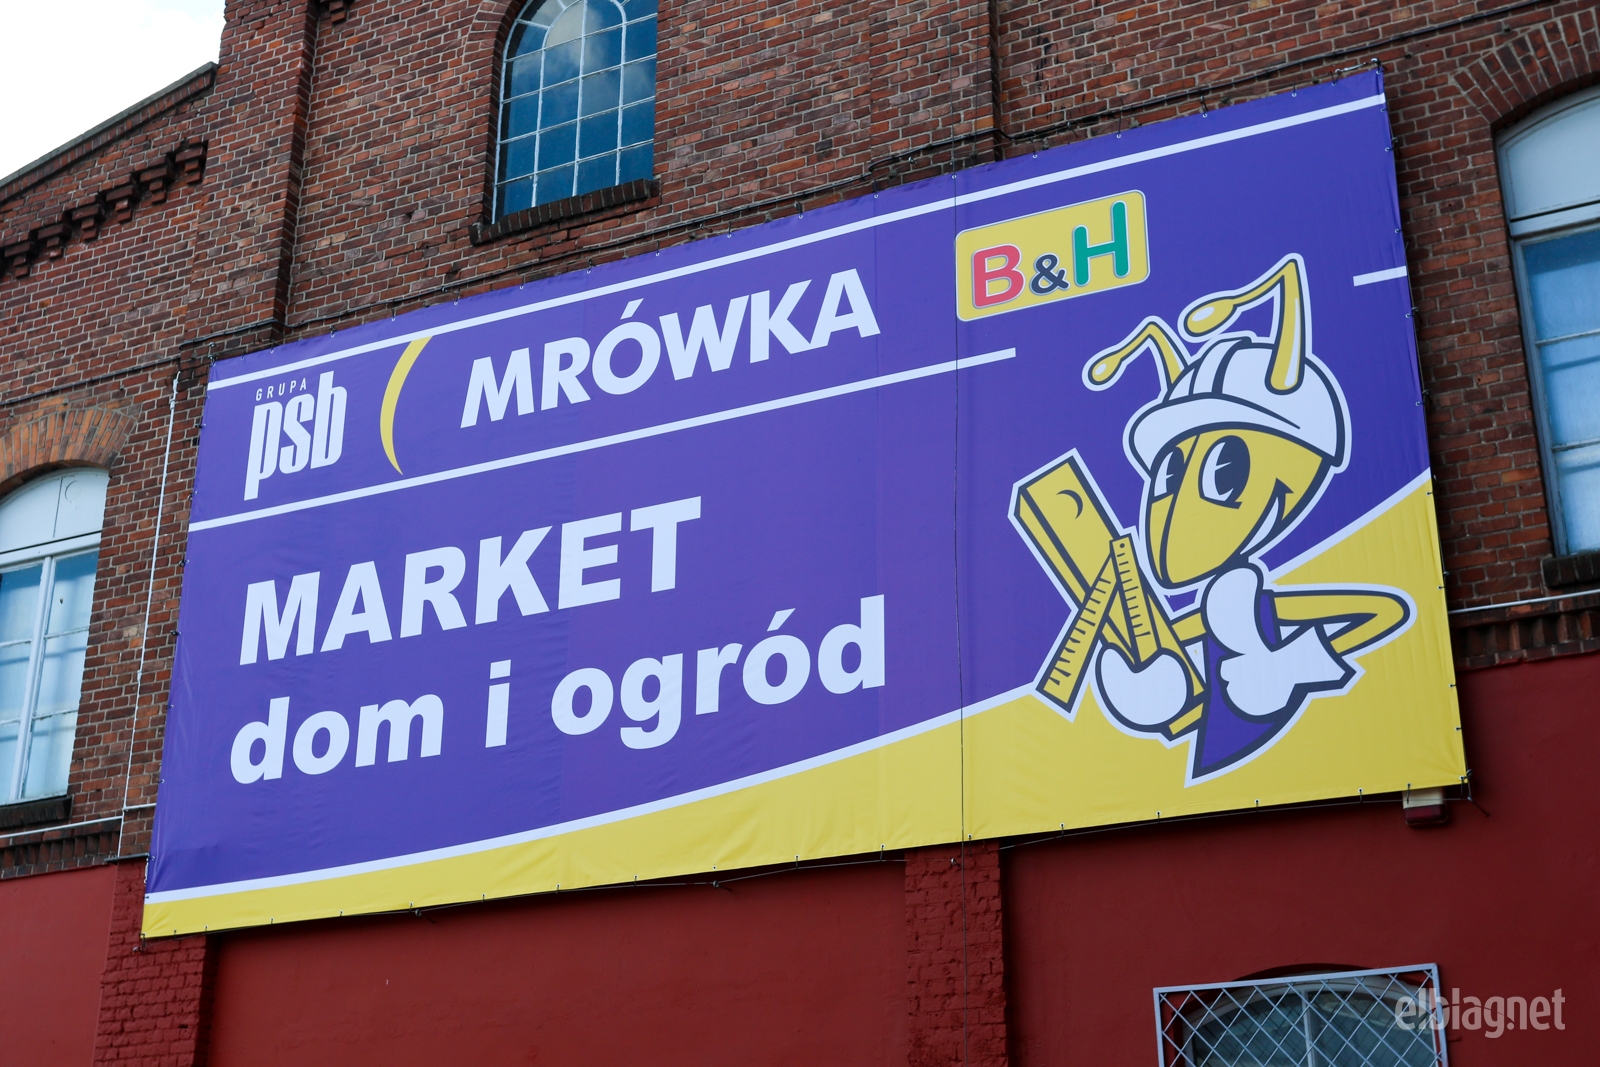 GRUPA
psb
MRÓWKA
B&H
MARKET
dom i ogród
elblag.net